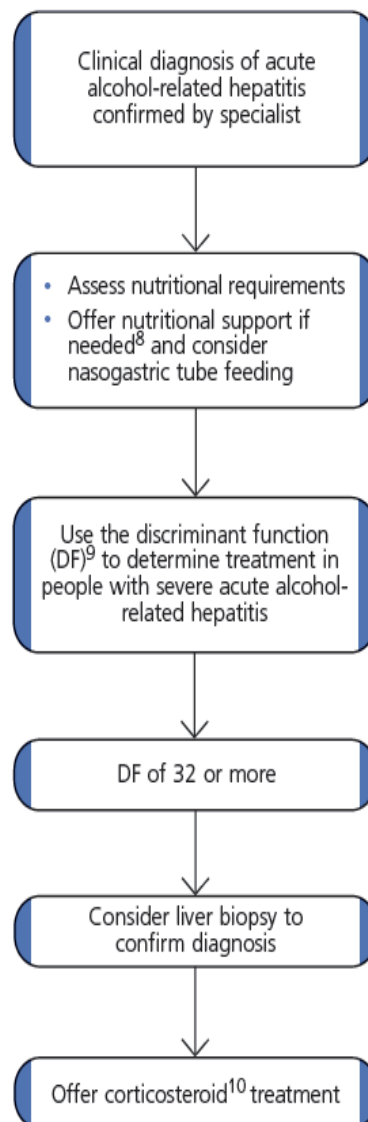 Clinical diagnosis of acute
alcohol-related hepatitis
confirmed by specialist
• Assess nutritional requirements
• Offer nutritional support if
needed8 and consider
nasogastric tube feeding
Use the discriminant function
(DF)9 to determine treatment in
people with severe acute alcohol-
related hepatitis
DF of 32 or more
Consider liver biopsy to
confirm diagnosis
Offer corticosteroid10 treatment